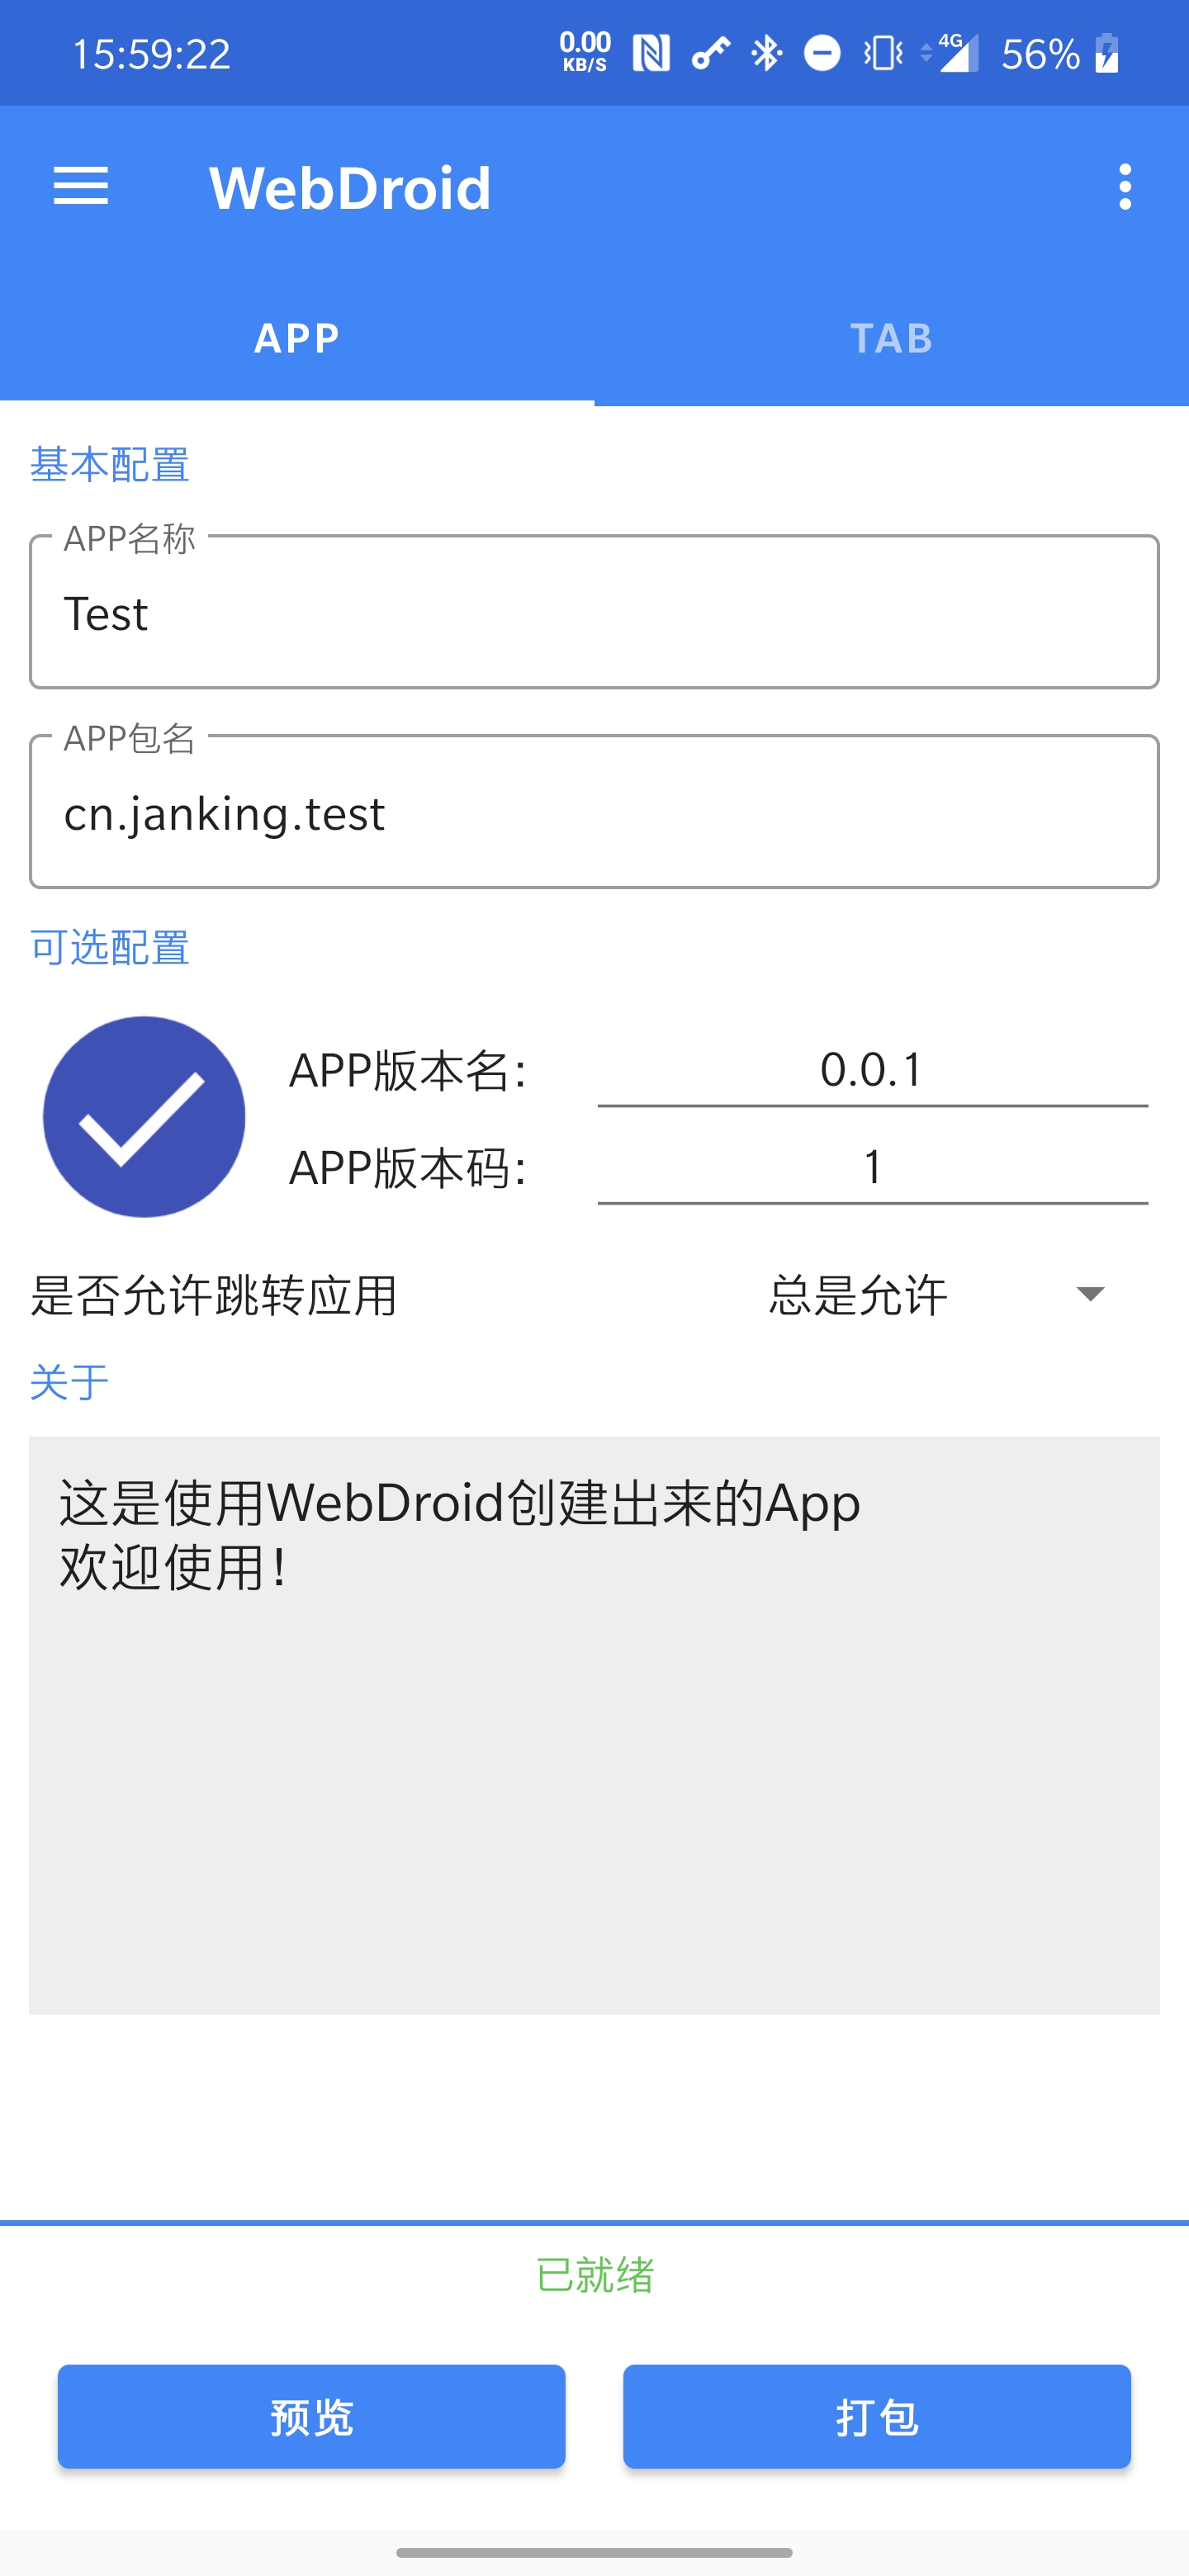 15:59:22 0.00 KB/S 4G 56%
WebDroid
APP TAB
基本配置
APP名称
Test
APP包名
cn.janking.test
可选配置
APP版本名： 0.0.1
APP版本码： 1
是否允许跳转应用 总是允许
关于
这是使用WebDroid创建出来的App
欢迎使用！
已就绪
预览 打包